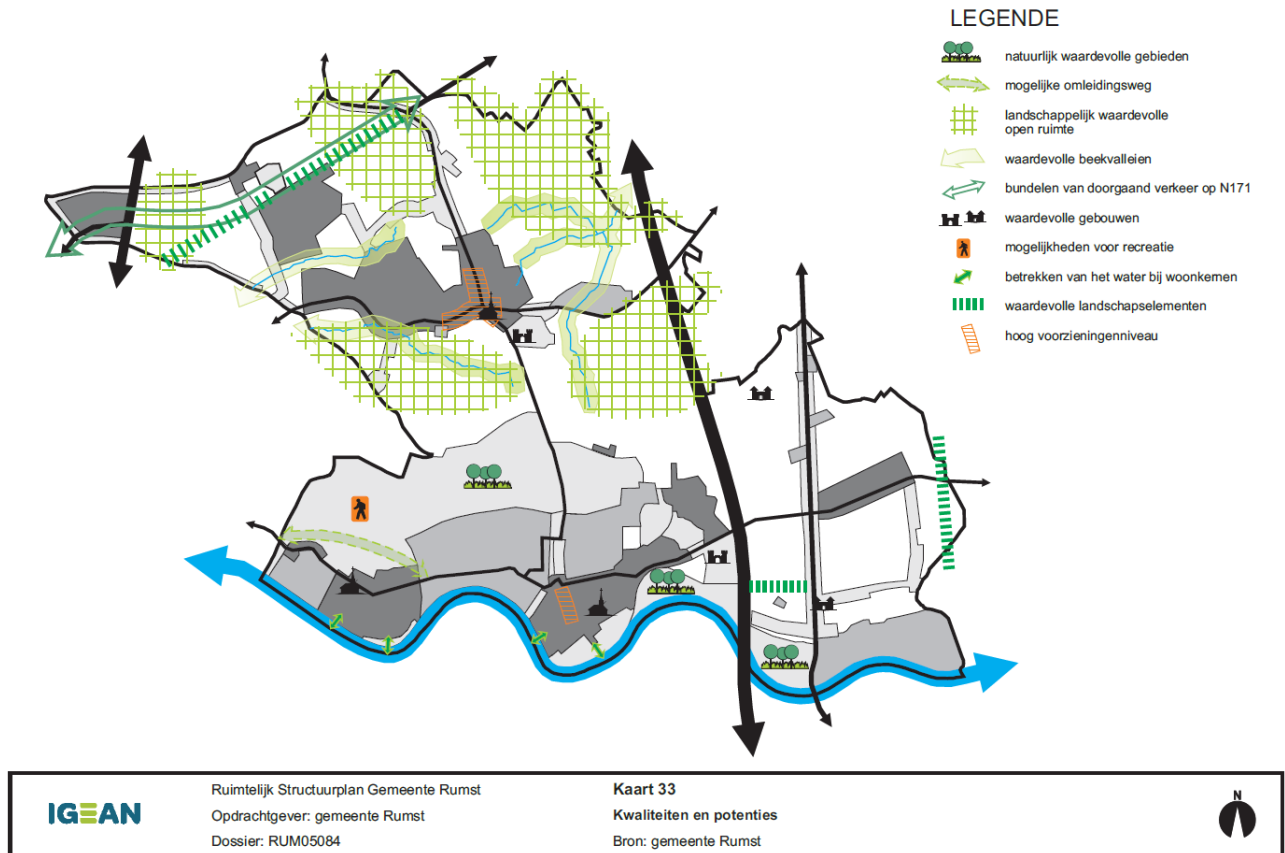 LEGENDE
natuurlijk waardevolle gebieden
mogelijke omleidingsweg
landschappelijk waardevolle
open ruimte
waardevolle beekvalleien
bundelen van doorgaand verkeer op N171
waardevolle gebouwen
mogelijkheden voor recreatie
betrekken van het water bij woonkernen
waardevolle landschapselementen
hoog voorzieningenniveau
IGEAN
Ruimtelijk Structuurplan Gemeente Rumst
Opdrachtgever: gemeente Rumst
Dossier: RUM05084
Kaart 33
Kwaliteiten en potenties
Bron: gemeente Rumst
N